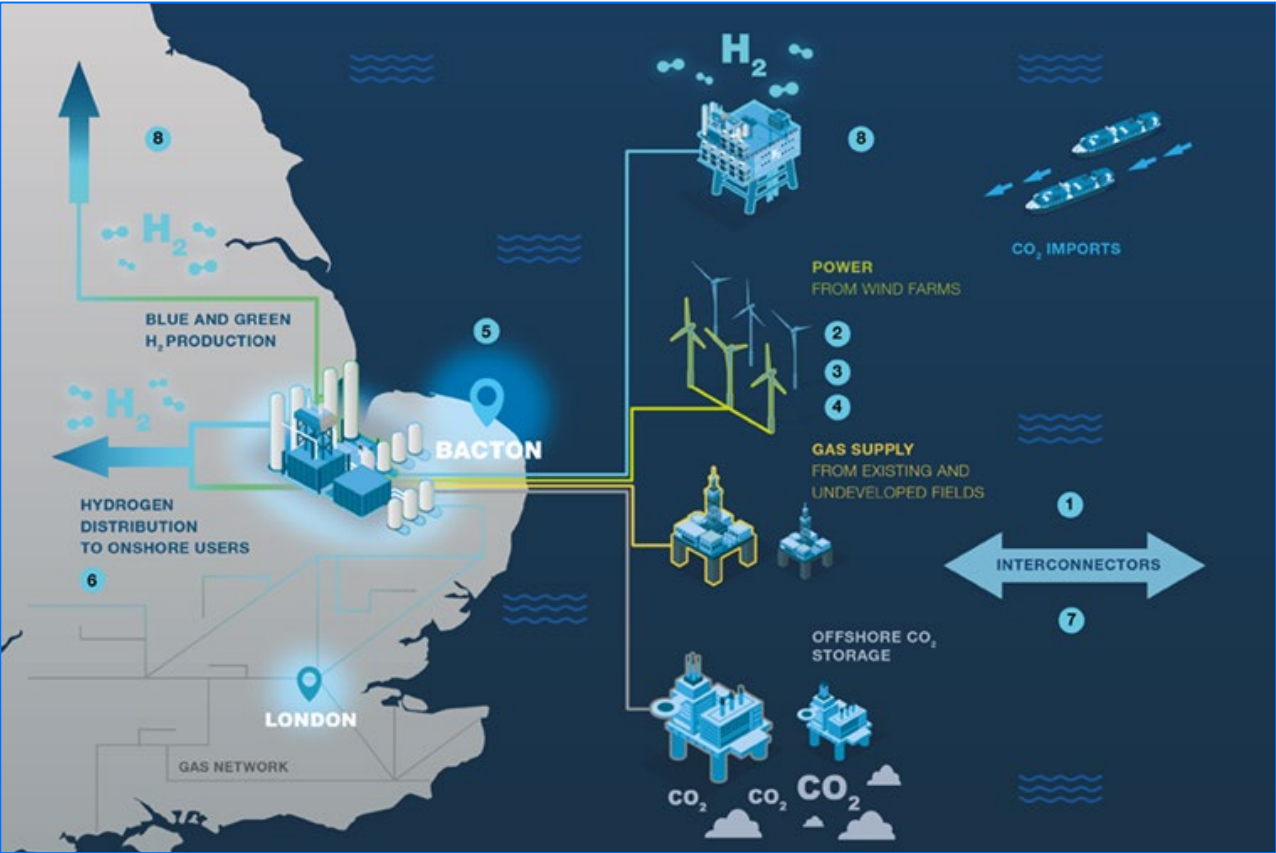 H2
8
8
CO2 IMPORTS
H2
POWER
FROM WIND FARMS
BLUE AND GREEN
H2 PRODUCTION
5
2
3
4
H2
BACTON
GAS SUPPLY
FROM EXISTING AND
UNDEVELOPED FIELDS
HYDROGEN
DISTRIBUTION
TO ONSHORE USERS
6
1
INTERCONNECTORS
7
OFFSHORE CO2
STORAGE
LONDON
GAS NETWORK
CO2
CO2
CO2